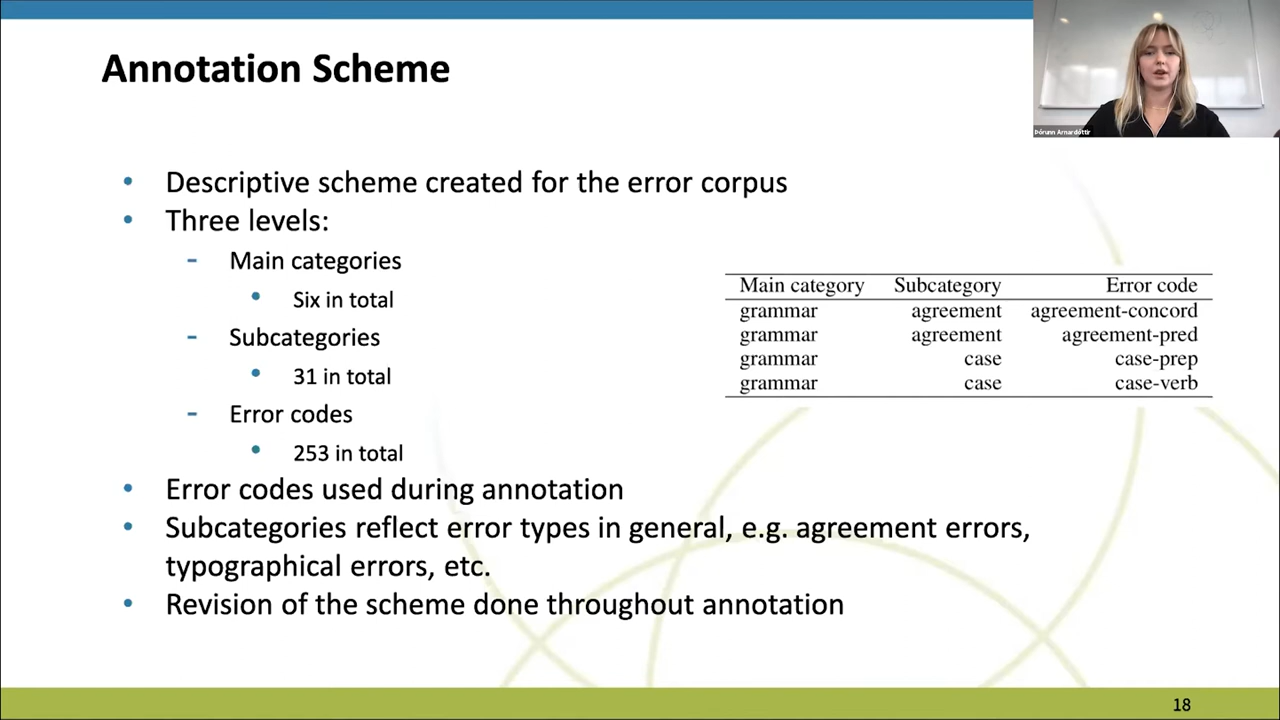 Annotation Scheme
Þórunn Arnardóttir
• Descriptive scheme created for the error corpus
• Three levels:
- Main categories
• Six in total
- Subcategories
• 31 in total
- Error codes
• 253 in total
• Error codes used during annotation
• Subcategories reflect error types in general, e.g. agreement errors,
typographical errors, etc.
• Revision of the scheme done throughout annotation
Main category Subcategory Error code
grammar agreement agreement-concord
grammar agreement agreement-pred
grammar case case-prep
grammar case case-verb
18